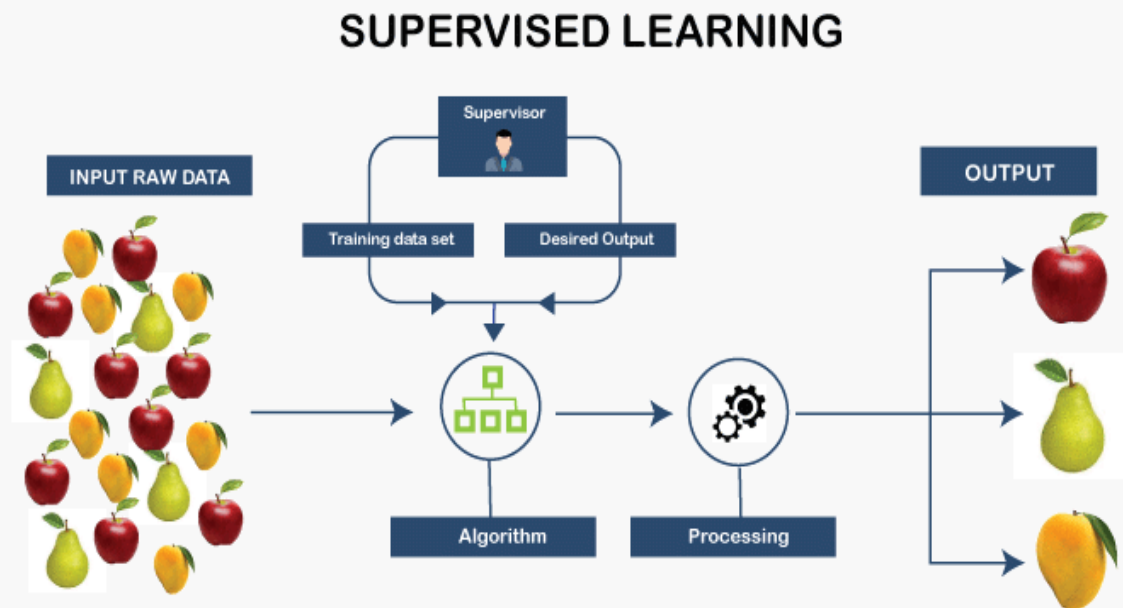 SUPERVISED LEARNING
Supervisor
INPUT RAW DATA
OUTPUT
Training data set
Desired Output
Algorithm
Processing